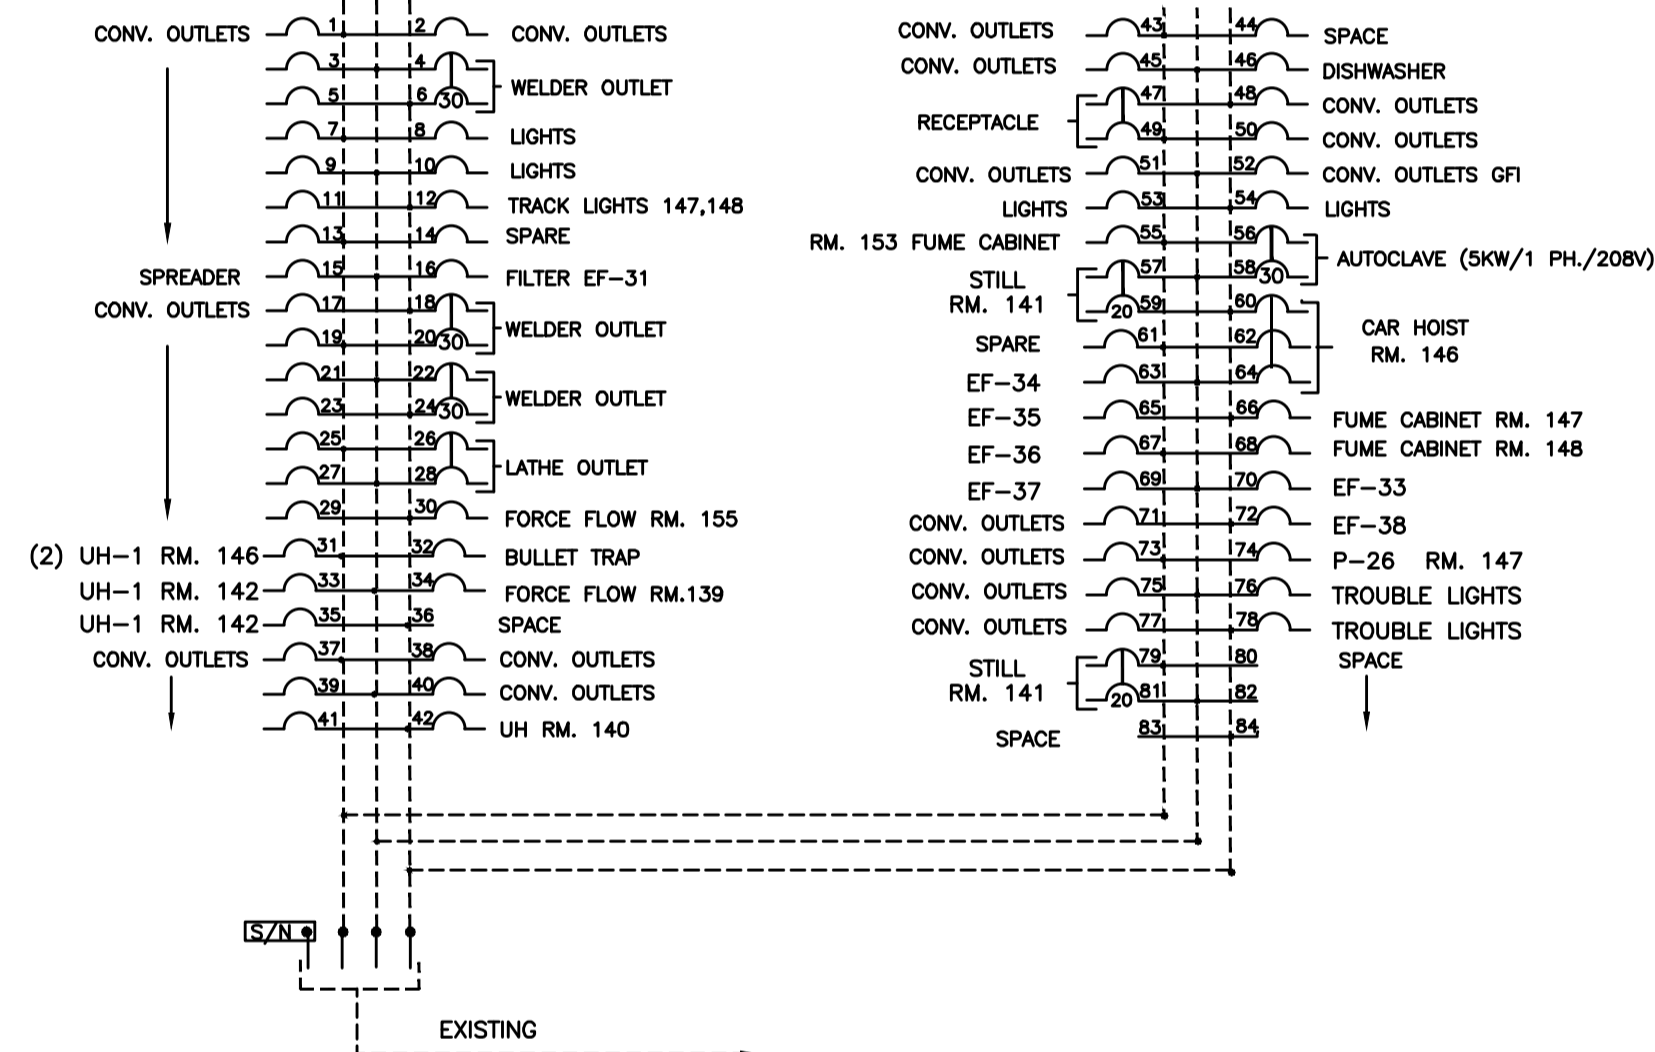 CONV. OUTLETS 1 2 CONV. OUTLETS
3 4
WELDER OUTLET
5 6 30
7 8 LIGHTS
9 10 LIGHTS
11 12 TRACK LIGHTS 147,148
13 14 SPARE
SPREADER 15 16 FILTER EF-31
CONV. OUTLETS 17 18
WELDER OUTLET
19 20 30
21 22
WELDER OUTLET
23 24 30
25 26
LATHE OUTLET
27 28
29 30 FORCE FLOW RM. 155
(2) UH-1 RM. 146 31 32 BULLET TRAP
UH-1 RM. 142 33 34 FORCE FLOW RM.139
UH-1 RM. 142 35 36 SPACE
CONV. OUTLETS 37 38 CONV. OUTLETS
39 40 CONV. OUTLETS
41 42 UH RM. 140
CONV. OUTLETS 43 44 SPACE
CONV. OUTLETS 45 46 DISHWASHER
47 48 CONV. OUTLETS
RECEPTACLE
49 50 CONV. OUTLETS
CONV. OUTLETS 51 52 CONV. OUTLETS GFI
LIGHTS 53 54 LIGHTS
RM. 153 FUME CABINET 55 56
AUTOCLAVE (5KW/1 PH./208V)
STILL 57 58 30
RM. 141 20 59 60
SPARE 61 62 CAR HOIST
RM. 146
EF-34 63 64
EF-35 65 66 FUME CABINET RM. 147
EF-36 67 68 FUME CABINET RM. 148
EF-37 69 70 EF-33
CONV. OUTLETS 71 72 EF-38
CONV. OUTLETS 73 74 P-26 RM. 147
CONV. OUTLETS 75 76 TROUBLE LIGHTS
CONV. OUTLETS 77 78 TROUBLE LIGHTS
STILL 79 80 SPACE
RM. 141 20 81 82
SPACE 83 84
S/N
EXISTING